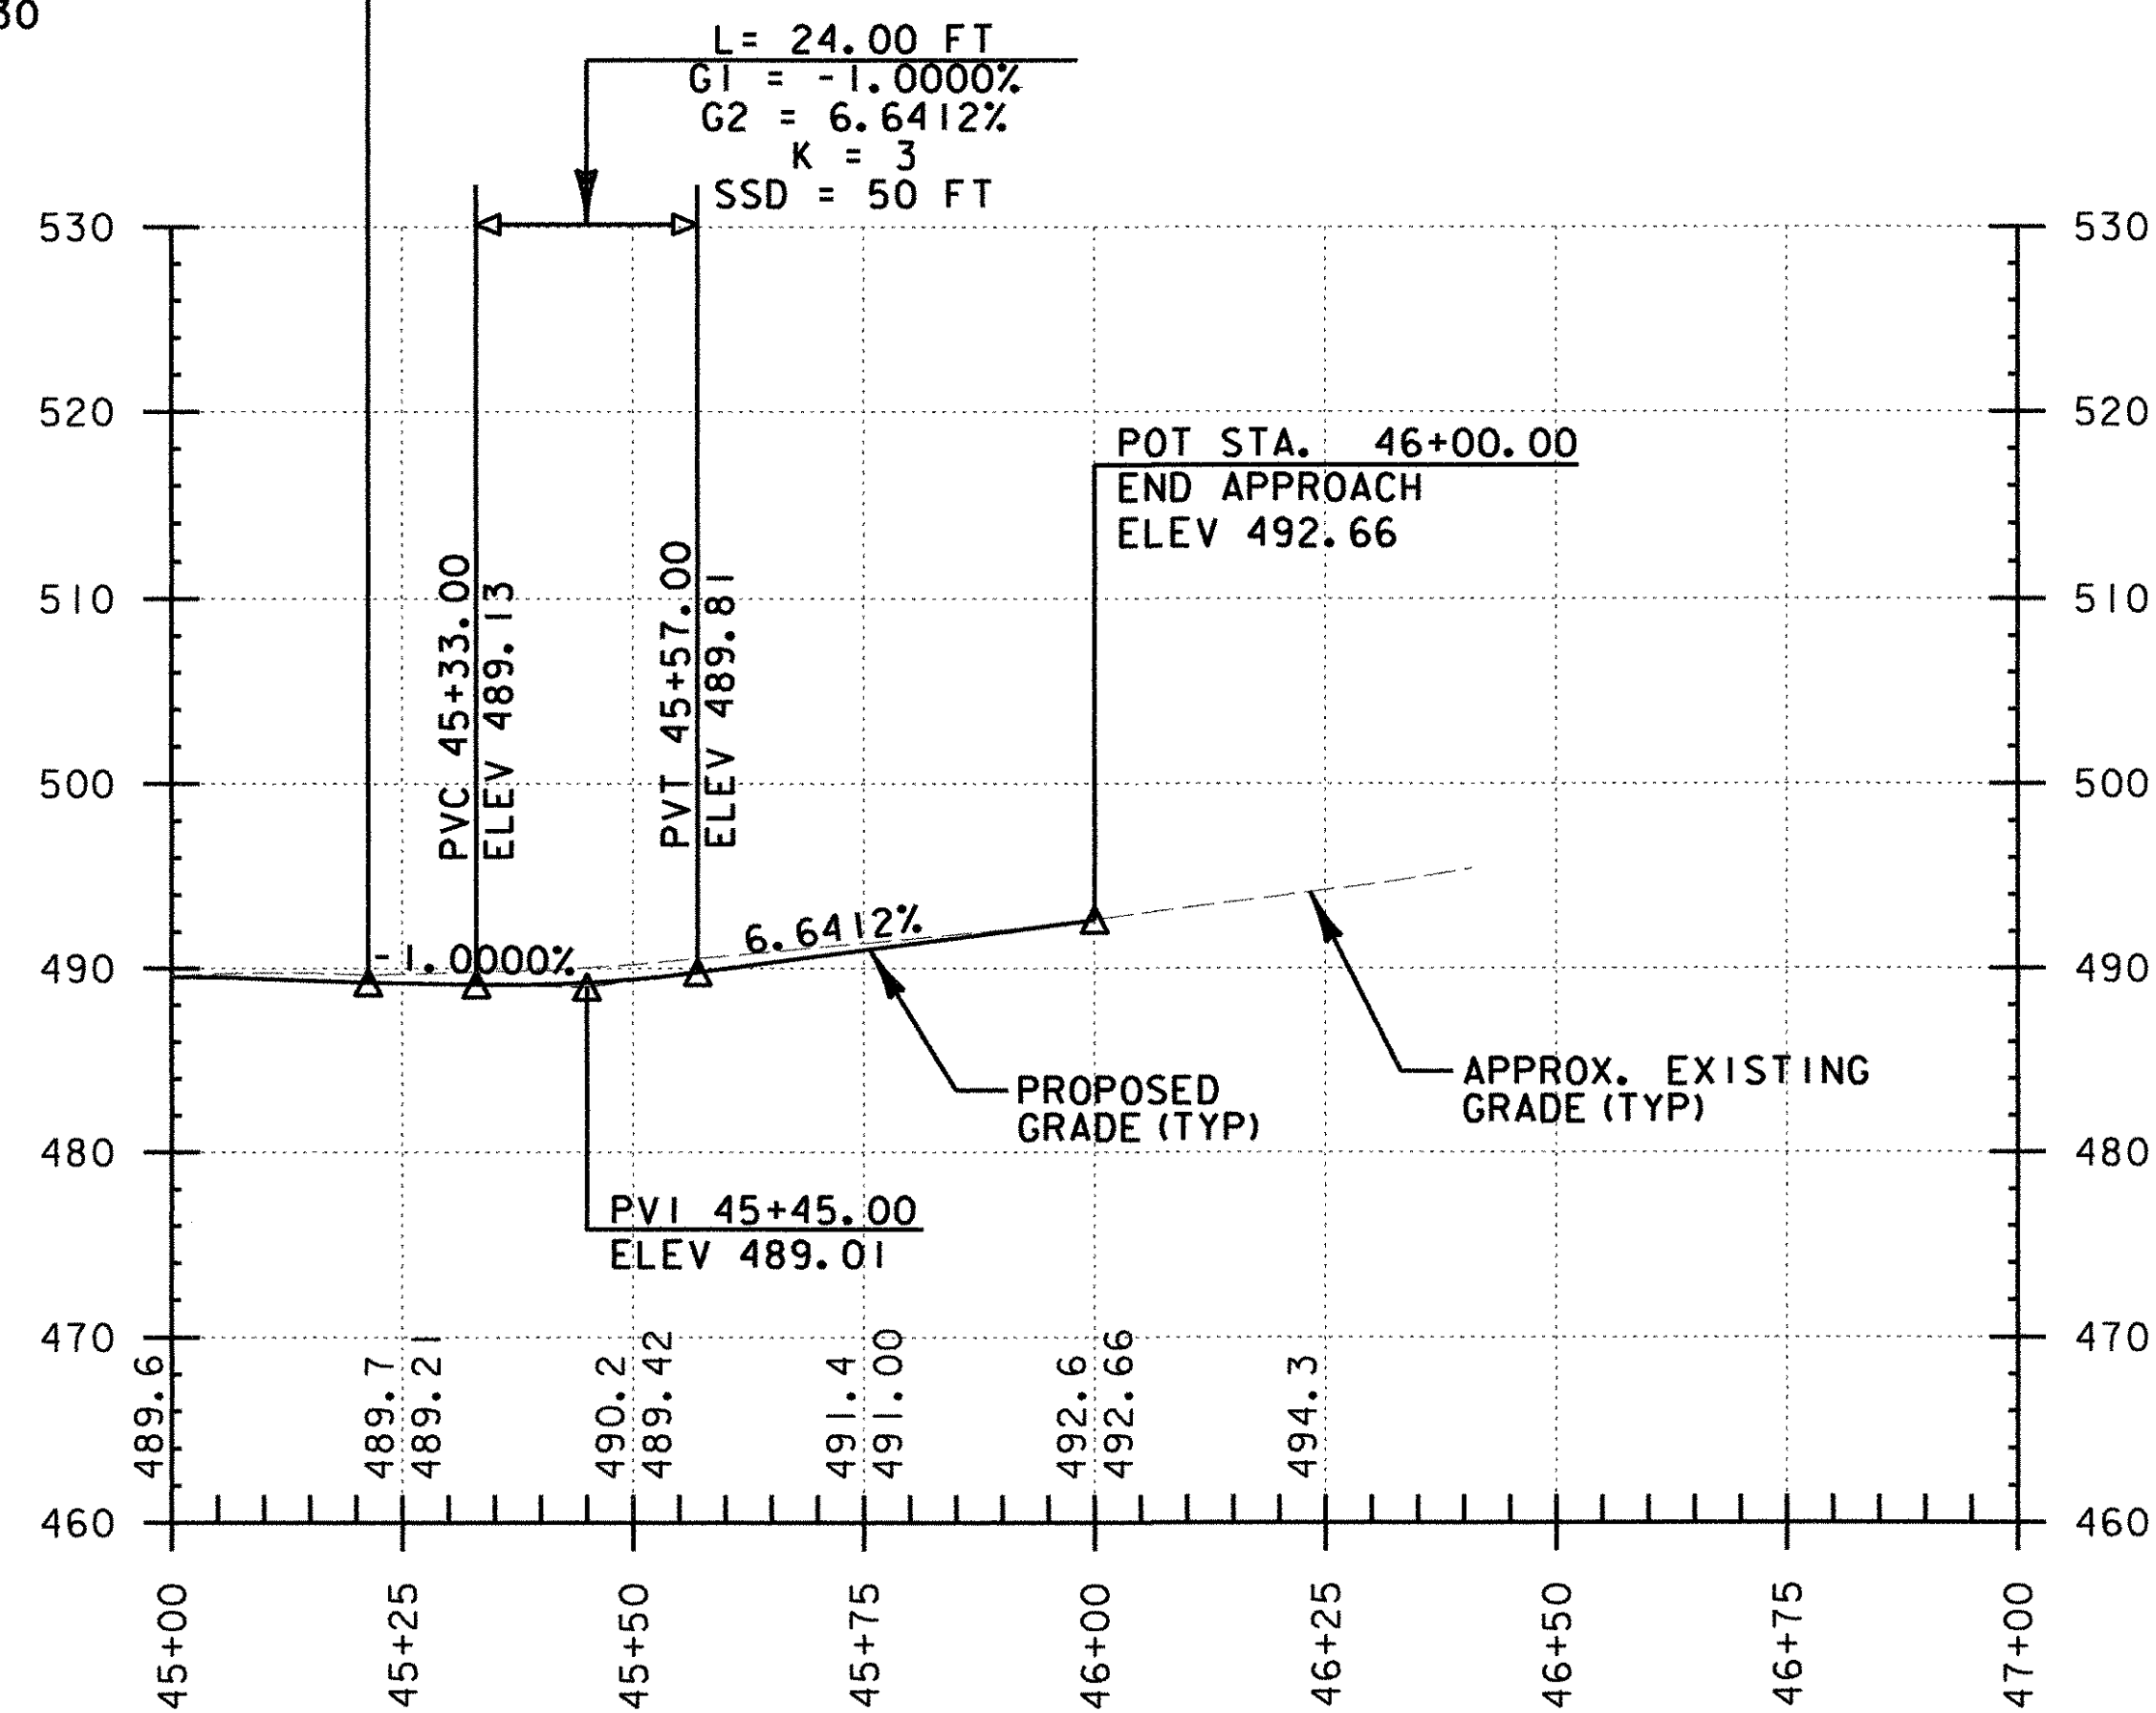 30
L= 24.00 FT
G1 = -1.0000%
G2 = 6.6412%
K = 3
SSD = 50 FT
530
530
520
520
POT STA. 46+00.00
END APPROACH
ELEV 492.66
510
510
PVC 45+33.00
ELEV 489.13
PVT 45+57.00
ELEV 489.81
500
500
-1.0000%
6.6412%
490
490
PROPOSED
GRADE (TYP)
APPROX. EXISTING
GRADE (TYP)
480
480
PVI 45+45.00
ELEV 489.01
470
470
489.6
489.7
489.21
490.2
489.42
491.4
491.00
492.6
492.66
494.3
460
460
45+00
45+25
45+50
45+75
46+00
46+25
46+50
46+75
47+00